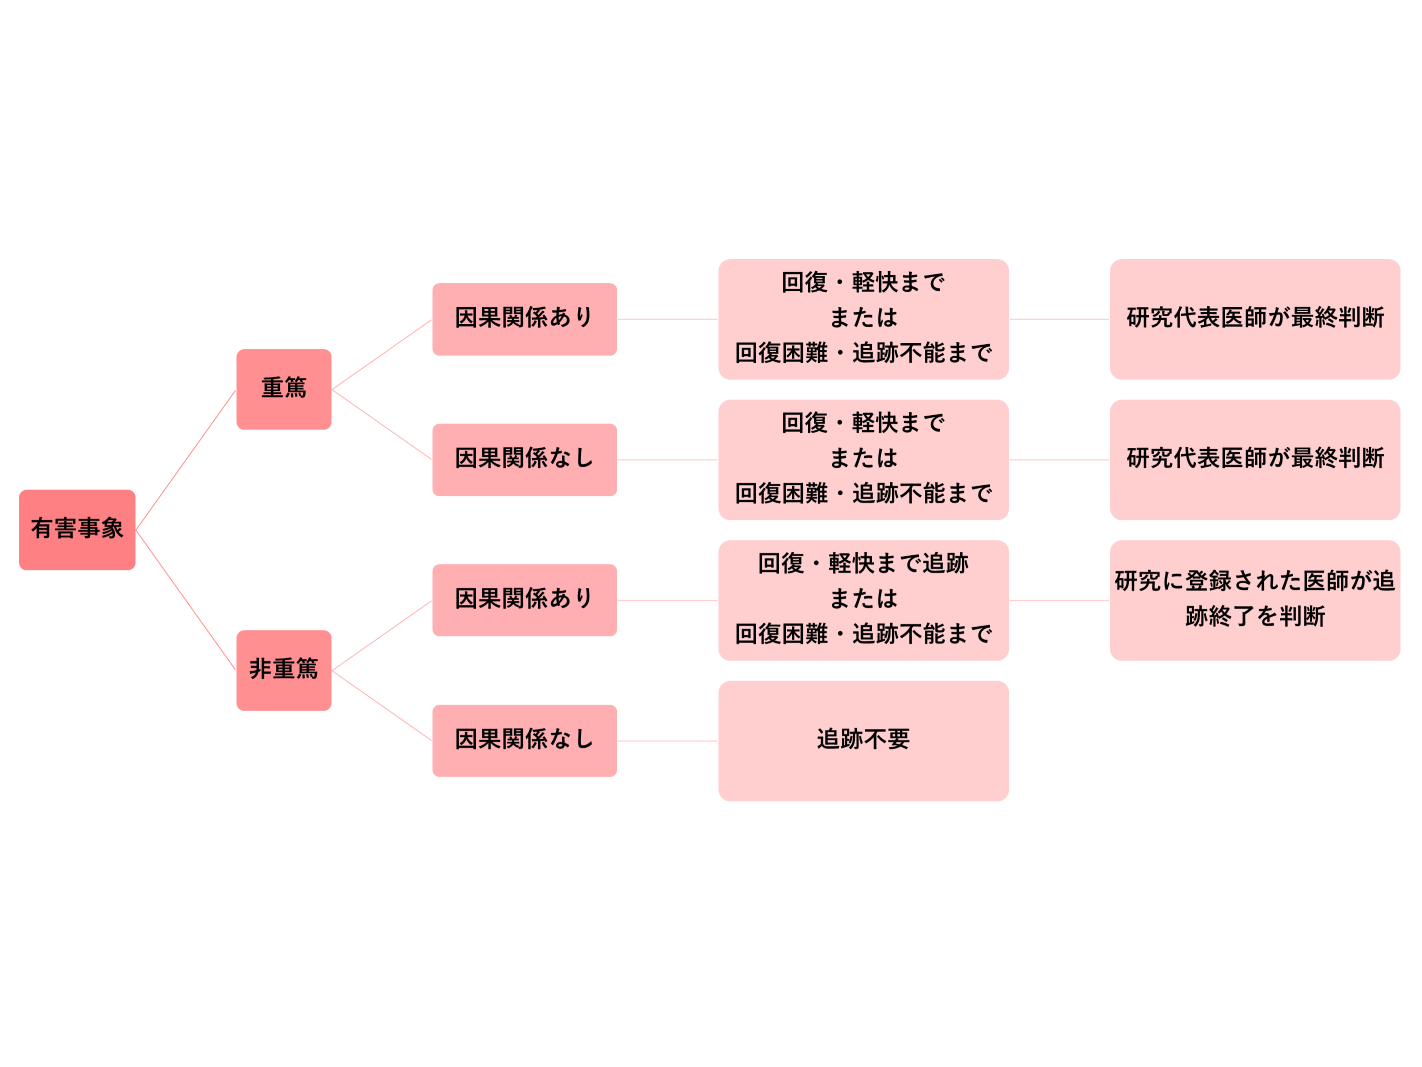 有害事象
重篤
因果関係あり
回復・軽快まで
または
回復困難・追跡不能まで
研究代表医師が最終判断
因果関係なし
回復・軽快まで
または
回復困難・追跡不能まで
研究代表医師が最終判断
非重篤
因果関係あり
回復・軽快まで追跡
または
回復困難・追跡不能まで
研究に登録された医師が追
跡終了を判断
因果関係なし
追跡不要